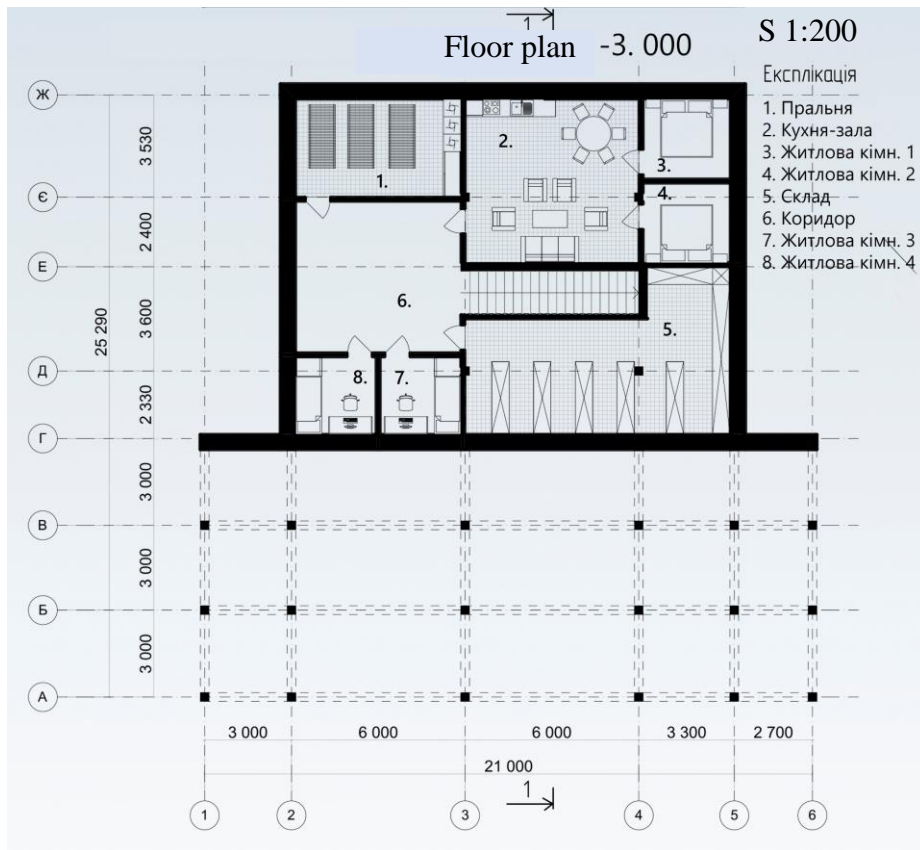 1
Floor plan -3. 000 S 1:200
Експлікація
1. Пральня
2. Кухня-зала
3. Житлова кімн. 1
4. Житлова кімн. 2
5. Склад
6. Коридор
7. Житлова кімн. 3
8. Житлова кімн. 4
Ж
3 530
Є
2 400
Е
3 600
25 290
Д
2 330
Г
3 000
В
3 000
Б
3 000
А
1.
2.
3.
4.
5.
6.
8.
7.
3 000 6 000 6 000 3 300 2 700
21 000
1
1 2 3 4 5 6